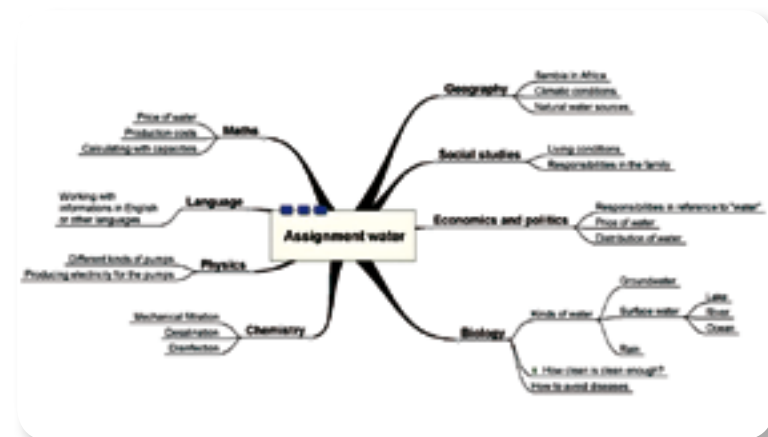 Geography
Sambia in Africa
Climatic conditions
Natural water sources
Social studies
Living conditions
Responsibilities in the family
Economics and politics
Responsibilities in reference to "water"
Price of water
Distribution of water
Biology
Kinds of water
Groundwater
Surface water
Lake
River
Ocean
Rain
How clean is clean enough?
How to avoid diseases
Assignment water
Maths
Price of water
Production costs
Calculating with capacities
Language
Working with
informations in English
or other languages
Physics
Different kinds of pumps
Producing electricity for the pumps
Chemistry
Mechanical filtration
Desalination
Disinfection